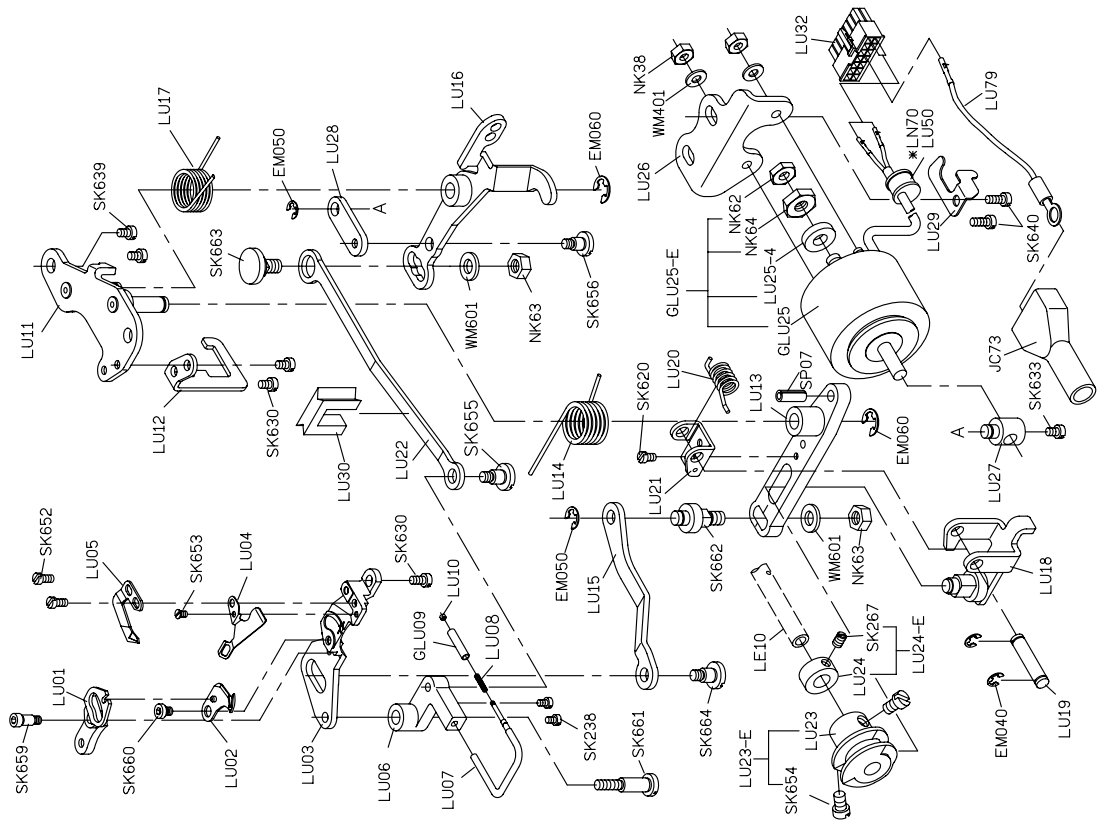 LU17
SK639
LU11
LU12
SK630
LU30
EM050
LU28
A
SK663
LU16
EM060
WM601
NK63
SK656
LU22
SK655
LU14
SK620
LU20
LU21
LU13
SP07
EM060
NK38
WM401
LU26
NK62
NK64
GLU25-E
LU25-4
GLU25
LU32
LU79
*LN70
LU50
LU29
SK640
JC73
SK633
A
LU27
SK652
LU05
SK653
LU04
LU01
SK659
SK660
LU02
LU03
SK630
LU10
GLU09
LU08
LU06
LU07
SK238
SK661
EM050
LU15
SK662
SK664
WM601
NK63
LU18
LE10
SK267
LU24
LU24-E
LU23
LU23-E
SK654
EM040
LU19